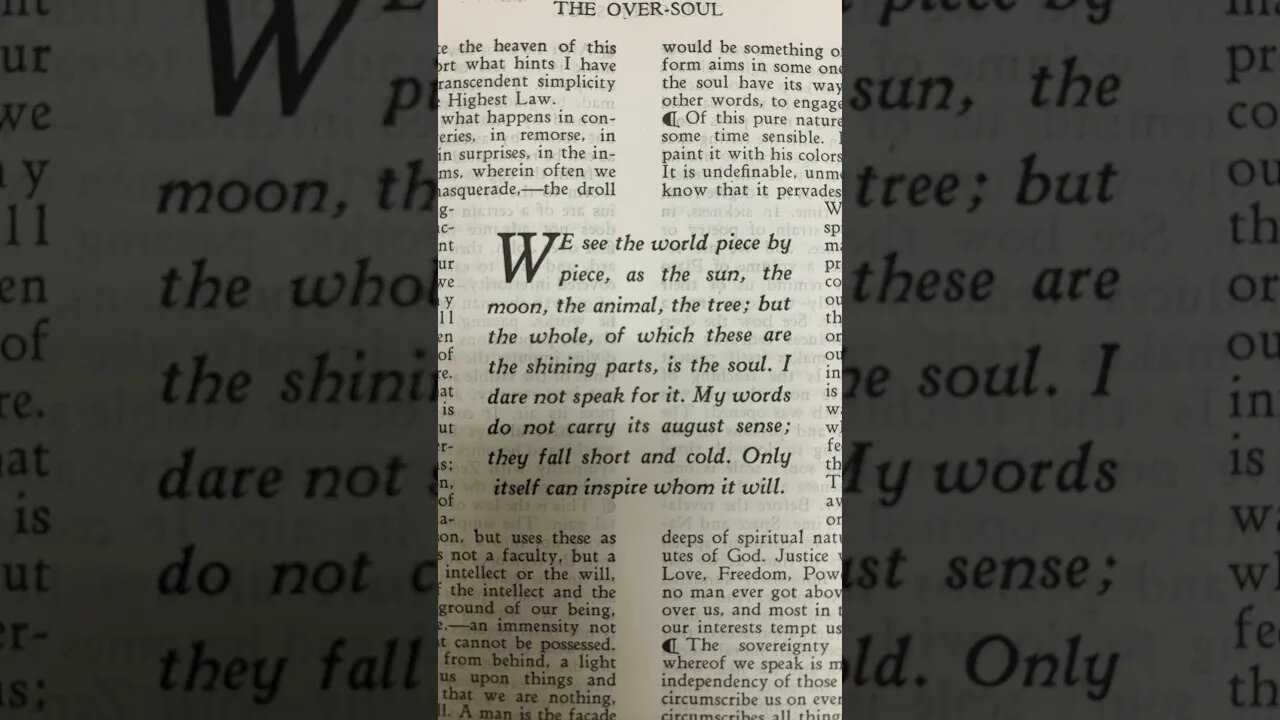 THE OVER-SOUL
te the heaven of this
rt what hints I have
ranscendent simplicity
Highest Law.
what happens in con-
eries, in remorse, in
in surprises, in the in-
ms, wherein often we
asquerade,—the droll
would be something o
form aims in some one
the soul have its way
other words, to engage
¶ Of this pure nature
some time sensible.
paint it with his colors
It is undefinable, unme
know that it pervades
WE see the world piece by
piece, as the sun, the
moon, the animal, the tree; but
the whole, of which these are
the shining parts, is the soul. I
dare not speak for it. My words
do not carry its august sense;
they fall short and cold. Only
itself can inspire whom it will.
on, but uses these as
s not a faculty, but a
intellect or the will,
f the intellect and the
ground of our being,
e,—an immensity not
t cannot be possessed.
from behind, a light
us upon things and
that we are nothing,
ll. A man is the facade
deeps of spiritual natu
utes of God. Justice
Love, Freedom, Pow
no man ever got abov
over us, and most in t
our interests tempt us
¶ The sovereignty
whereof we speak is m
independency of those
circumscribe us on ever
circumscribes all thing